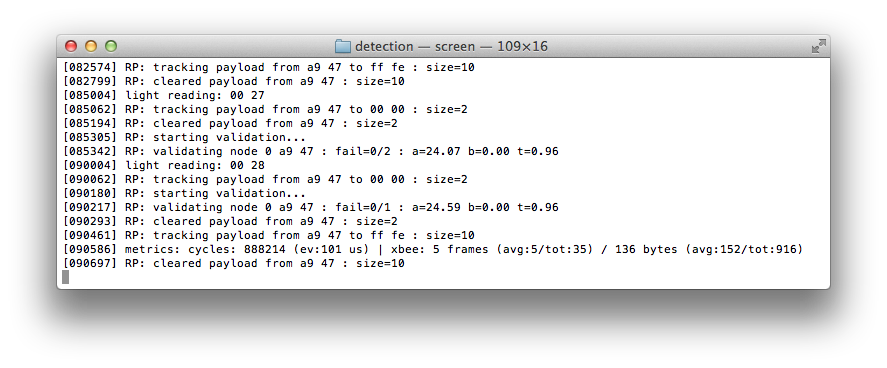 detection — screen — 109×16
[082574] RP: tracking payload from a9 47 to ff fe : size=10
[082799] RP: cleared payload from a9 47 : size=10
[085004] light reading: 00 27
[085062] RP: tracking payload from a9 47 to 00 00 : size=2
[085194] RP: cleared payload from a9 47 : size=2
[085305] RP: starting validation...
[085342] RP: validating node 0 a9 47 : fail=0/2 : a=24.07 b=0.00 t=0.96
[090004] light reading: 00 28
[090062] RP: tracking payload from a9 47 to 00 00 : size=2
[090180] RP: starting validation...
[090217] RP: validating node 0 a9 47 : fail=0/1 : a=24.59 b=0.00 t=0.96
[090293] RP: cleared payload from a9 47 : size=2
[090461] RP: tracking payload from a9 47 to ff fe : size=10
[090586] metrics: cycles: 888214 (ev:101 us) | xbee: 5 frames (avg:5/tot:35) / 136 bytes (avg:152/tot:916)
[090697] RP: cleared payload from a9 47 : size=10